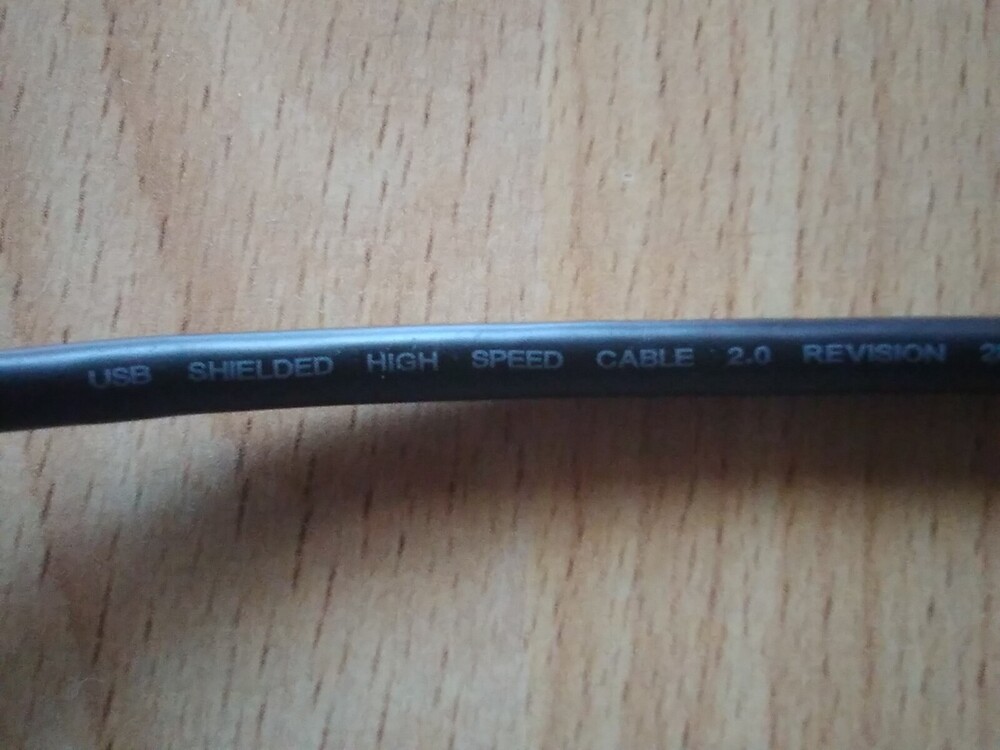 USB SHIELDED HIGH SPEED CABLE 2.0 REVISION